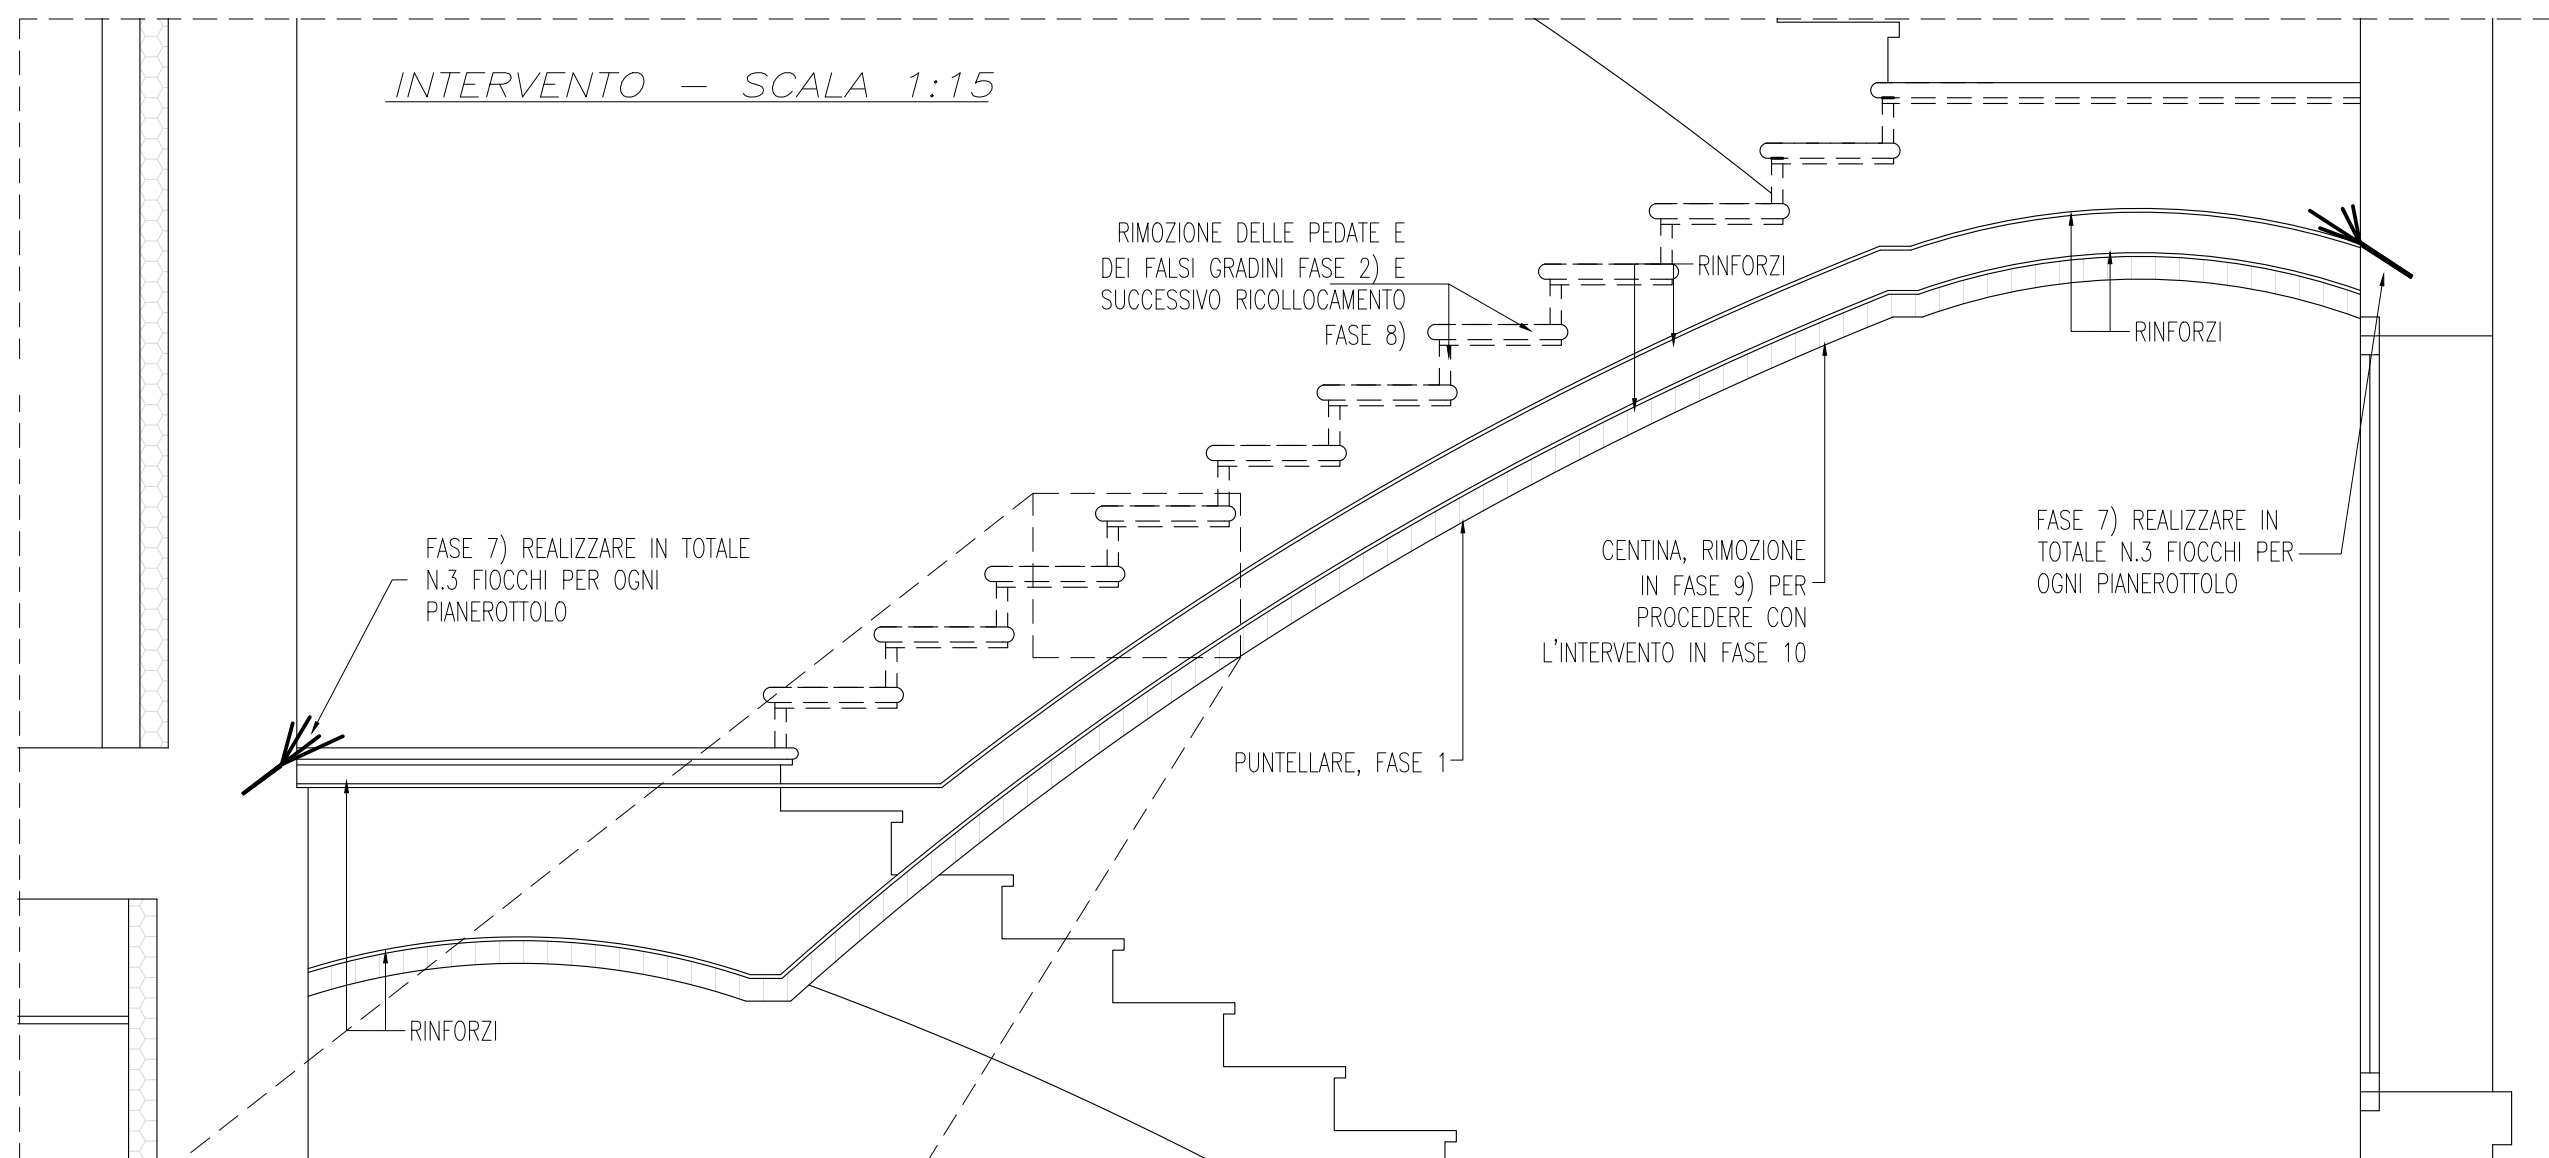 INTERVENTO - SCALA 1:15
RIMOZIONE DELLE PEDATE E
DEI FALSI GRADINI FASE 2) E
SUCCESSIVO RICOLLOCAMENTO
FASE 8)
RINFORZI
RINFORZI
FASE 7) REALIZZARE IN TOTALE
N.3 FIOCCHI PER OGNI
PIANEROTTOLO
CENTINA, RIMOZIONE
IN FASE 9) PER
PROCEDERE CON
L'INTERVENTO IN FASE 10
FASE 7) REALIZZARE IN
TOTALE N.3 FIOCCHI PER
OGNI PIANEROTTOLO
PUNTELLARE, FASE 1
RINFORZI